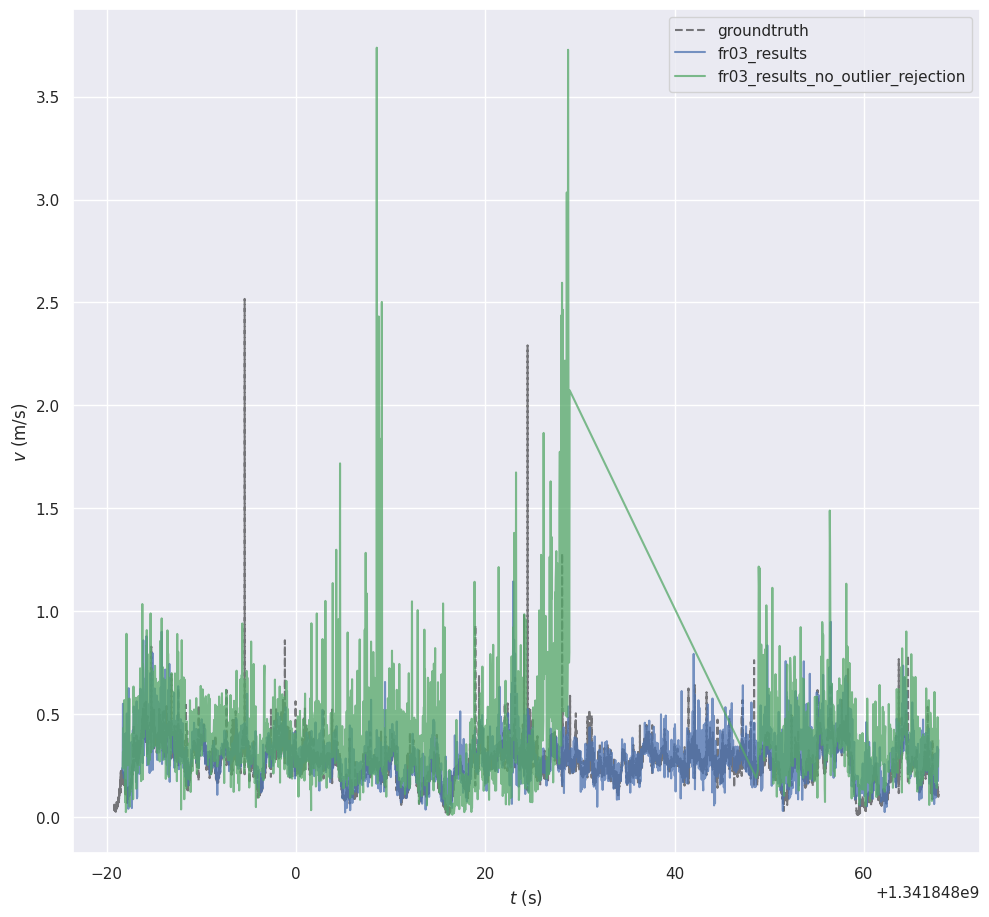 groundtruth
fr03_results
fr03_results_no_outlier_rejection
3.5
3.0
2.5
2.0
1.5
1.0
0.5
0.0
v (m/s)
−20
0
20
40
60
+1.341848e9
t (s)